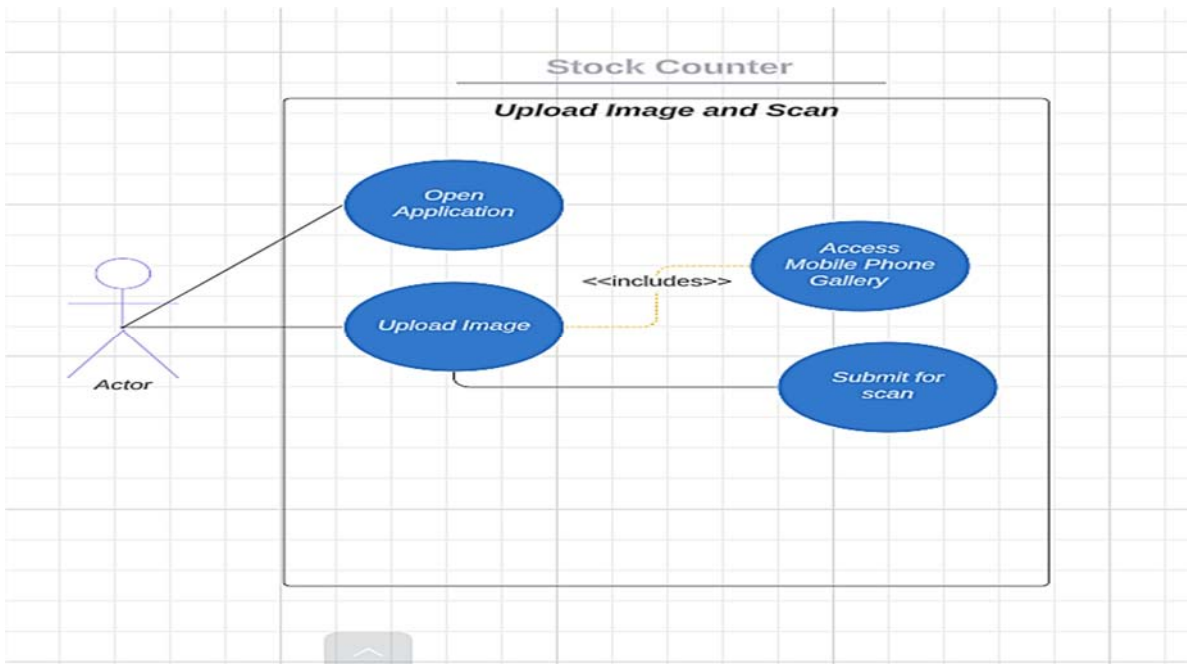 Stock Counter
Upload Image and Scan
Open
Application
Access
Mobile Phone
Gallery
<<includes>>
Upload Image
Submit for
scan
Actor